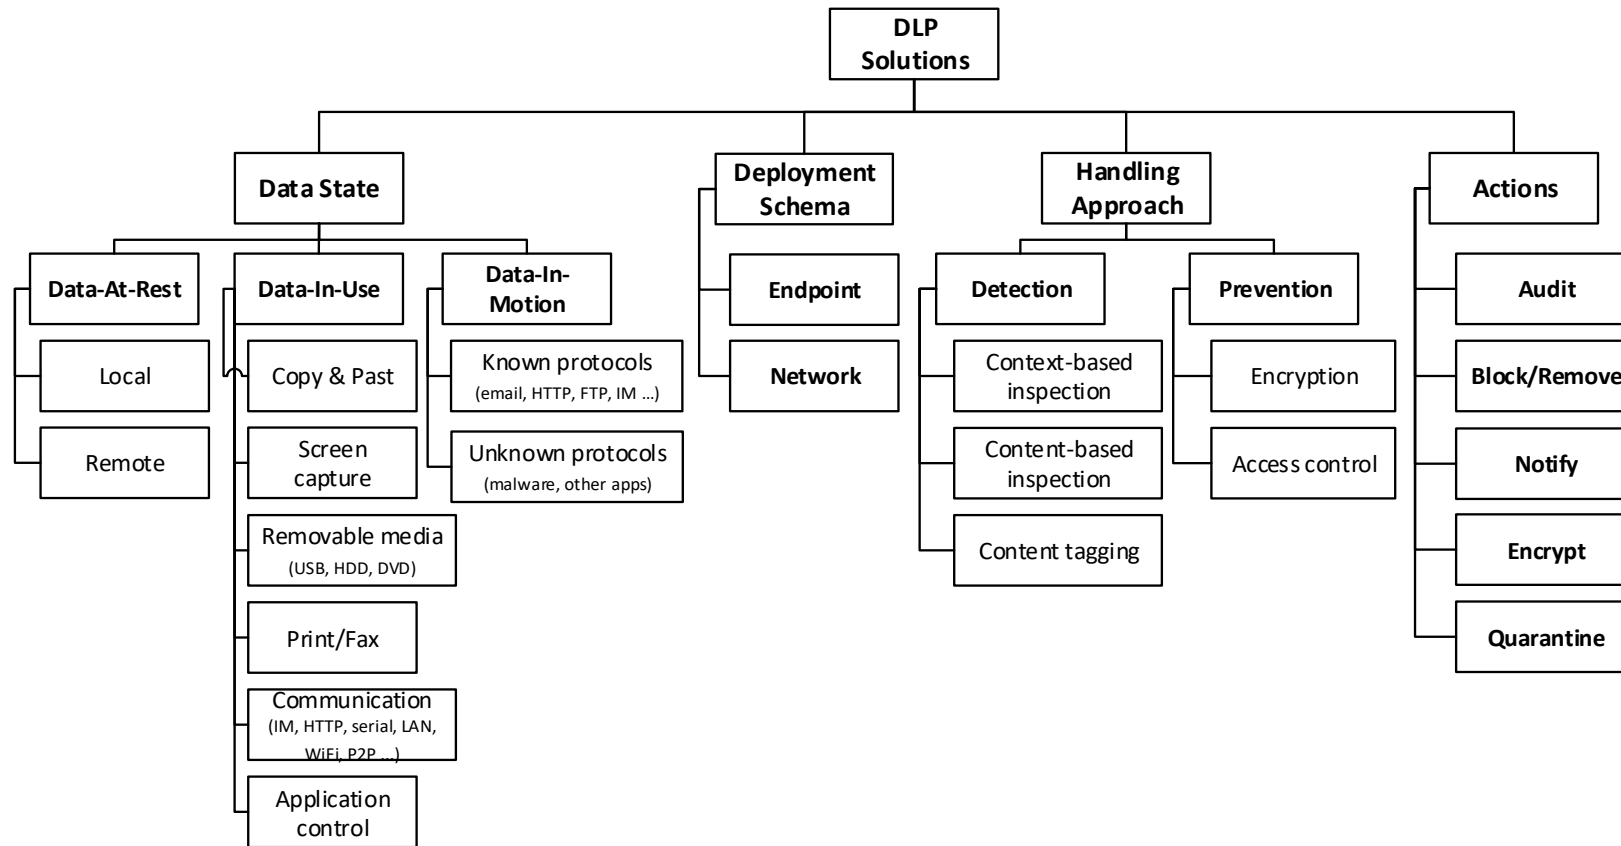 DLP
Solutions
Data State
Deployment
Schema
Handling
Approach
Actions
Data-At-Rest
Data-In-Use
Data-In-
Motion
Endpoint
Detection
Prevention
Audit
Local
Copy & Past
Known protocols
(email, HTTP, FTP, IM ...)
Network
Context-based
inspection
Encryption
Block/Remove
Remote
Screen
capture
Unknown protocols
(malware, other apps)
Content-based
inspection
Access control
Notify
Removable media
(USB, HDD, DVD)
Content tagging
Encrypt
Print/Fax
Quarantine
Communication
(IM, HTTP, serial, LAN,
WiFi, P2P ...)
Application
control